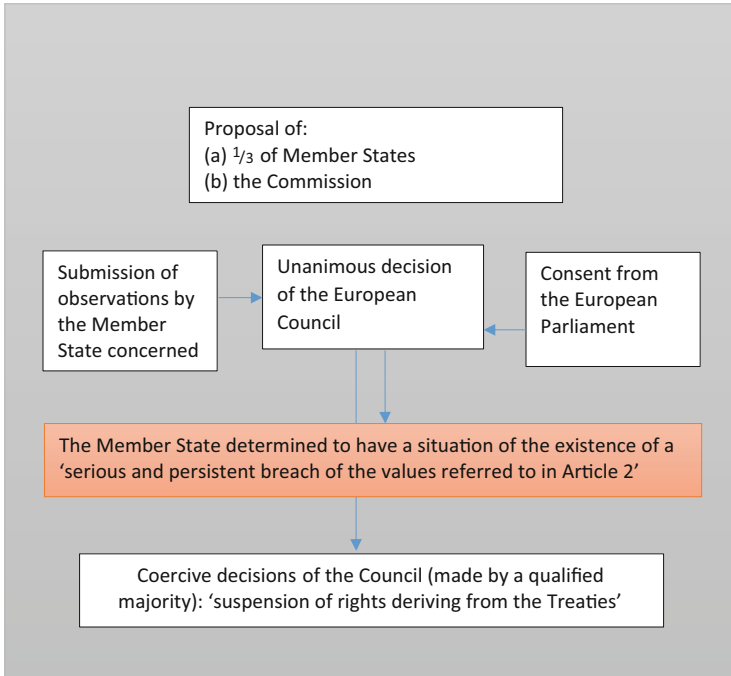 Proposal of:
(a) 1/3 of Member States
(b) the Commission
Submission of
observations by
the Member
State concerned
Unanimous decision
of the European
Council
Consent from
the European
Parliament
The Member State determined to have a situation of the existence of a
‘serious and persistent breach of the values referred to in Article 2’
Coercive decisions of the Council (made by a qualified
majority): ‘suspension of rights deriving from the Treaties’